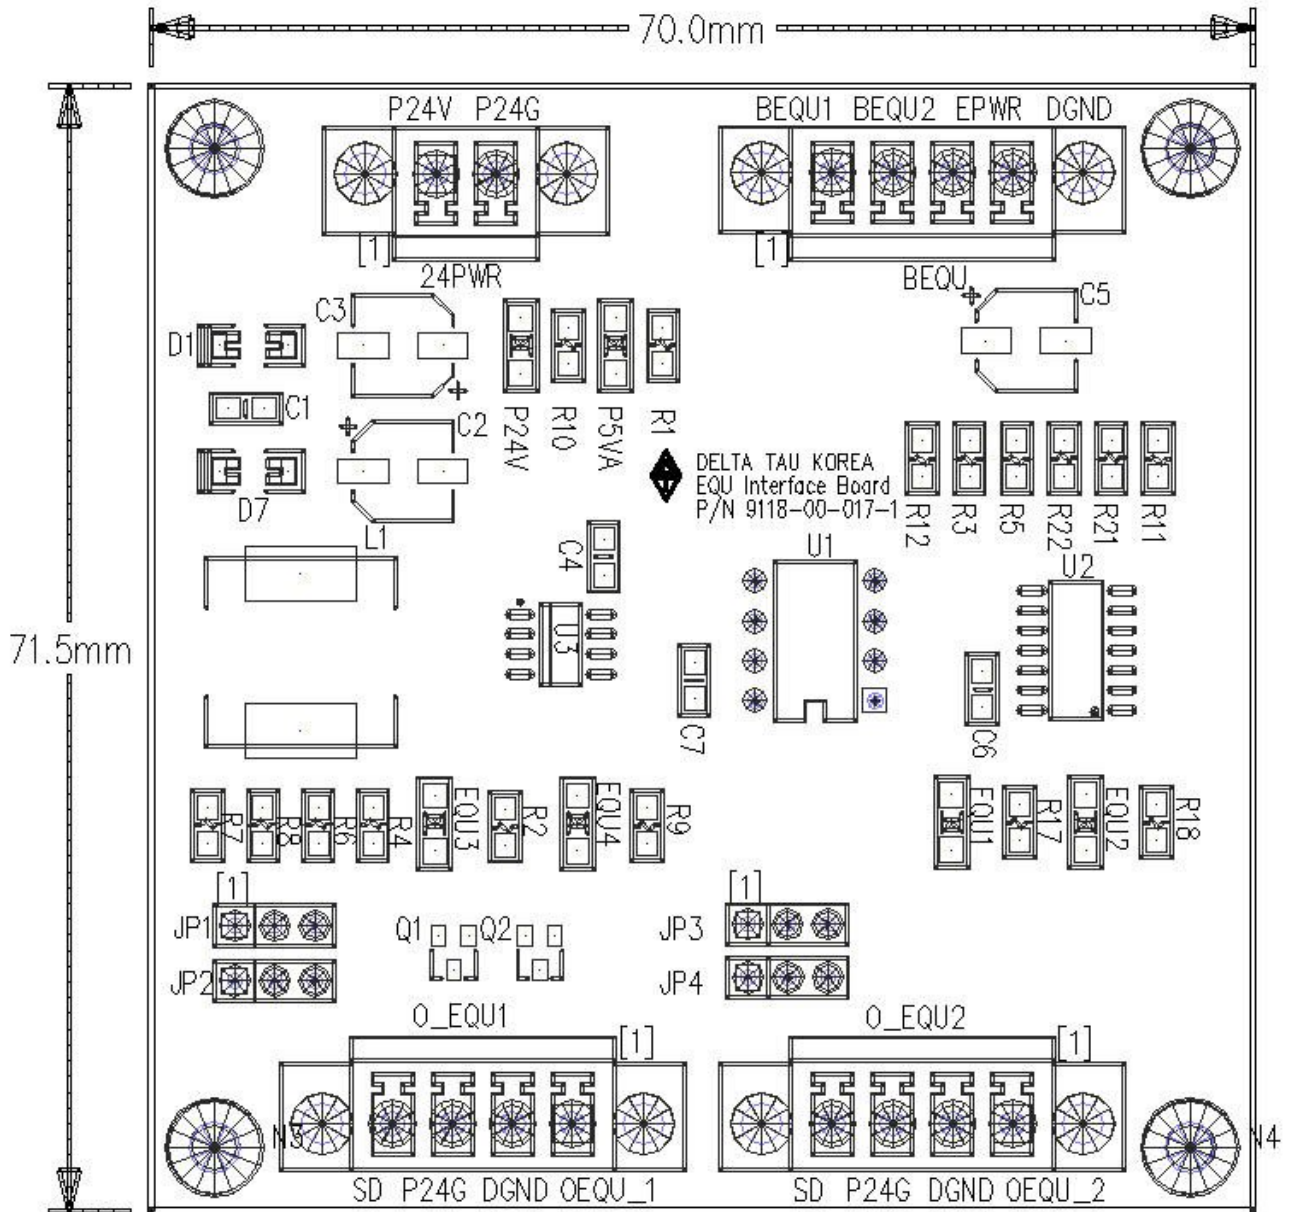 70.0mm
P24V P24G
BEQU1 BEQU2 EPWR DGND
[1]
[1]
24PWR
BEQU
C3
C5
D1
C1
C2
P24V
R10
P5VA
R1
D7
DELTA TAU KOREA
EQU Interface Board
P/N 9118-00-017-1
R12
R3
R5
R22
R21
R11
L1
C4
U1
U2
U3
71.5mm
C7
C6
R7
R8
R6
R4
EQU3
R2
EQU4
R9
EQU1
R17
EQU2
R18
[1]
[1]
JP1
Q1
Q2
JP3
JP2
JP4
O_EQU1
O_EQU2
[1]
[1]
N3
N4
SD P24G DGND OEQU_1
SD P24G DGND OEQU_2